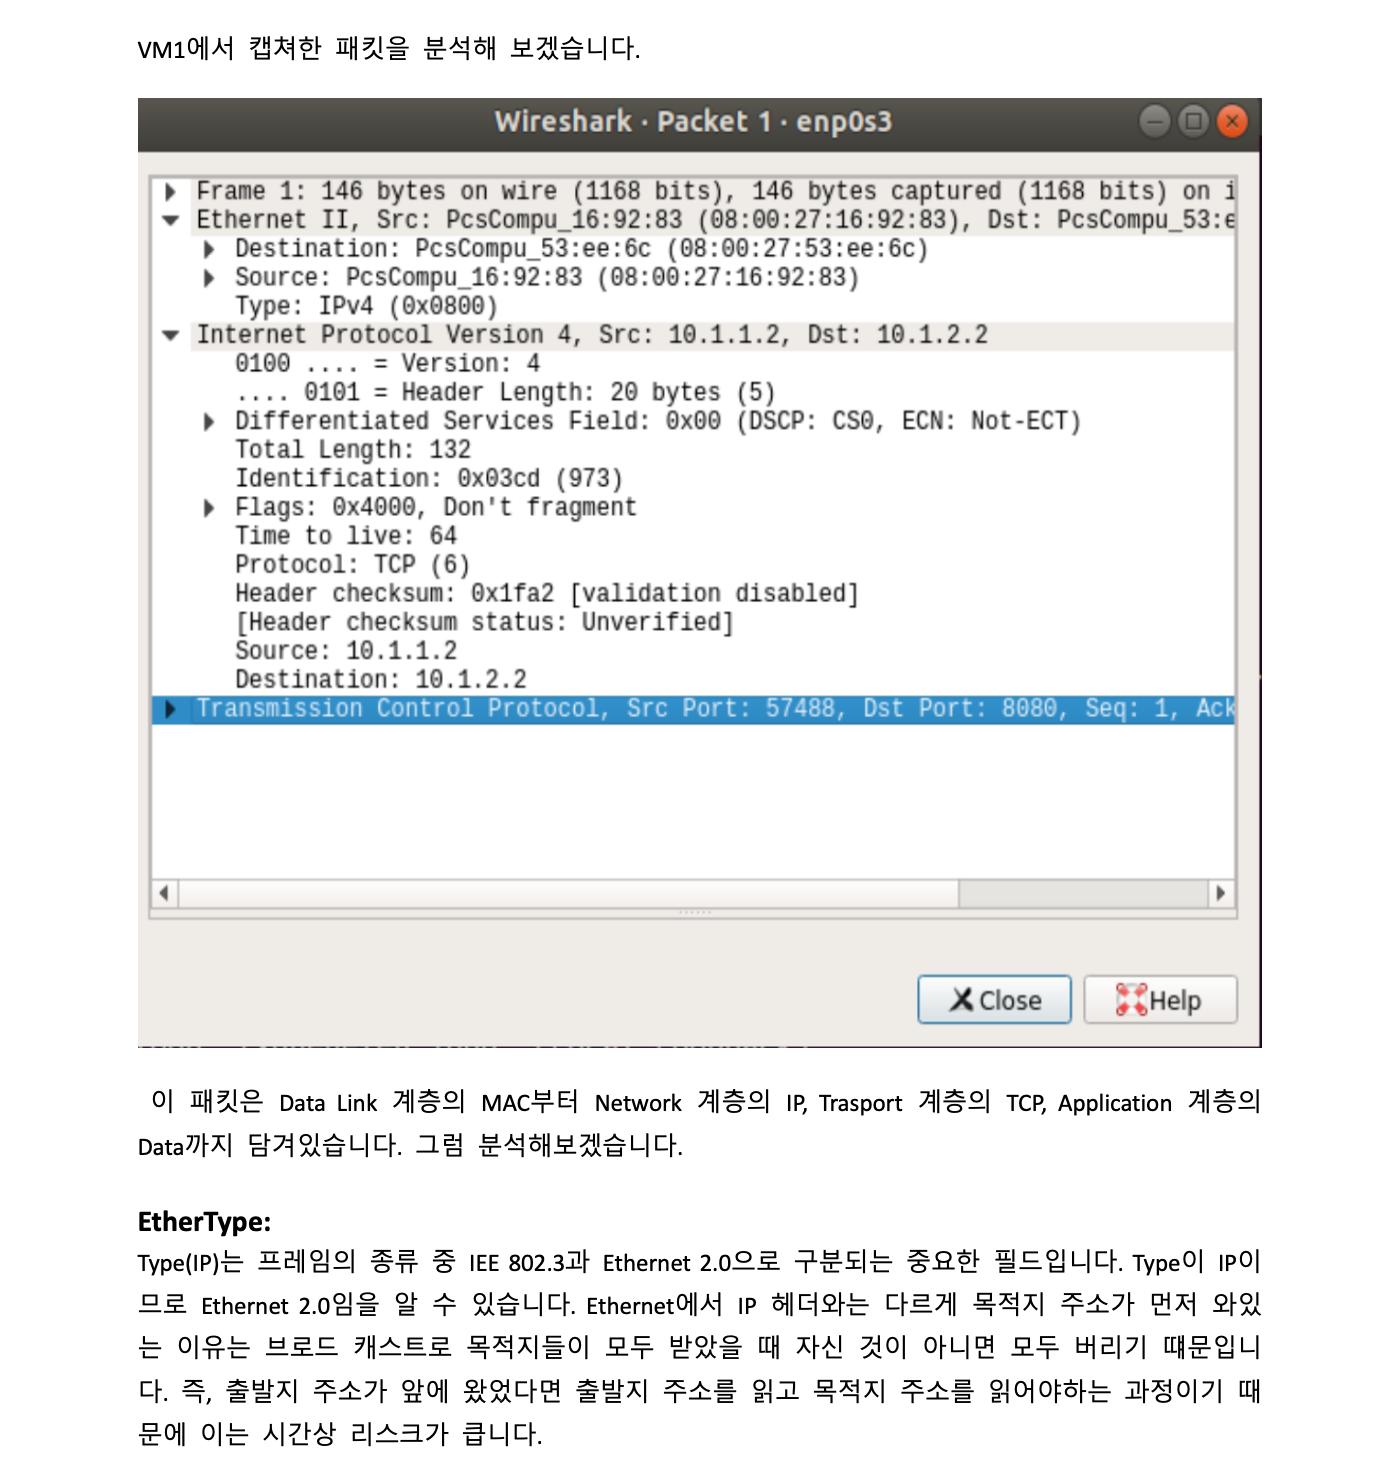 VM1에서 캡쳐한 패킷을 분석해 보겠습니다.
Wireshark · Packet 1 · enp0s3
Frame 1: 146 bytes on wire (1168 bits), 146 bytes captured (1168 bits) on i
Ethernet II, Src: PcsCompu_16:92:83 (08:00:27:16:92:83), Dst: PcsCompu_53:e
Destination: PcsCompu_53:ee:6c (08:00:27:53:ee:6c)
Source: PcsCompu_16:92:83 (08:00:27:16:92:83)
Type: IPv4 (0x0800)
Internet Protocol Version 4, Src: 10.1.1.2, Dst: 10.1.2.2
0100 .... = Version: 4
.... 0101 = Header Length: 20 bytes (5)
Differentiated Services Field: 0x00 (DSCP: CS0, ECN: Not-ECT)
Total Length: 132
Identification: 0x03cd (973)
Flags: 0x4000, Don't fragment
Time to live: 64
Protocol: TCP (6)
Header checksum: 0x1fa2 [validation disabled]
[Header checksum status: Unverified]
Source: 10.1.1.2
Destination: 10.1.2.2
Transmission Control Protocol, Src Port: 57488, Dst Port: 8080, Seq: 1, Ack
Close
Help
이 패킷은 Data Link 계층의 MAC부터 Network 계층의 IP, Trasport 계층의 TCP, Application 계층의
Data까지 담겨있습니다. 그럼 분석해보겠습니다.
EtherType:
Type(IP)는 프레임의 종류 중 IEE 802.3과 Ethernet 2.0으로 구분되는 중요한 필드입니다. Type이 IP이
므로 Ethernet 2.0임을 알 수 있습니다. Ethernet에서 IP 헤더와는 다르게 목적지 주소가 먼저 와있
는 이유는 브로드 캐스트로 목적지들이 모두 받았을 때 자신 것이 아니면 모두 버리기 떄문입니
다. 즉, 출발지 주소가 앞에 왔었다면 출발지 주소를 읽고 목적지 주소를 읽어야하는 과정이기 때
문에 이는 시간상 리스크가 큽니다.